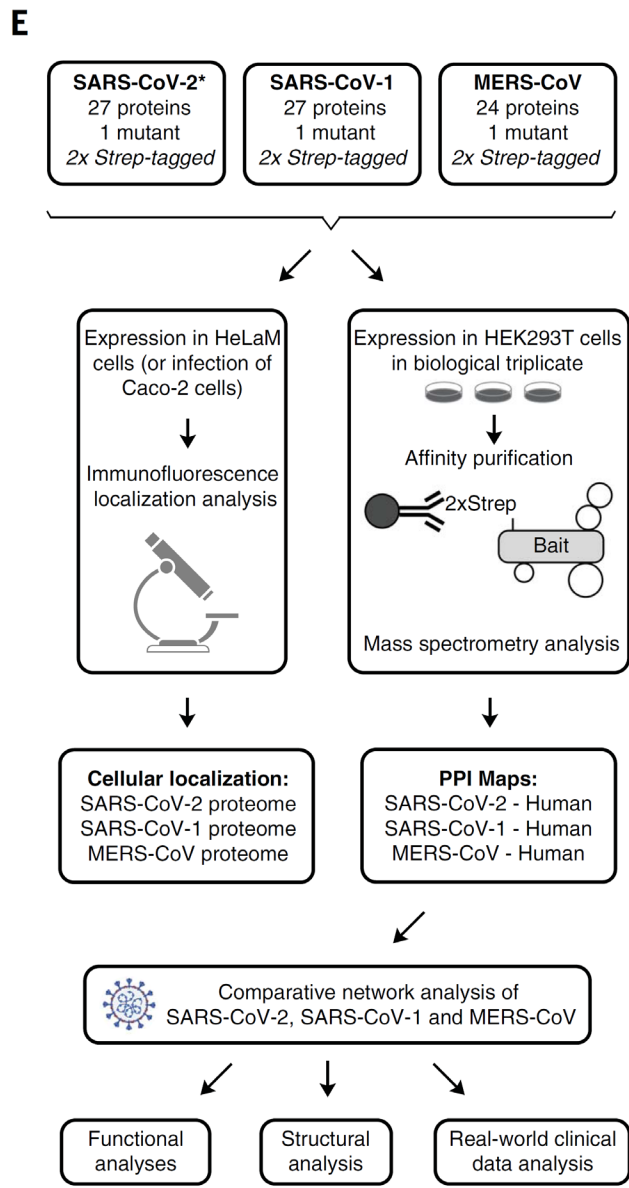 E
SARS-CoV-2*
27 proteins
1 mutant
2x Strep-tagged
SARS-CoV-1
27 proteins
1 mutant
2x Strep-tagged
MERS-CoV
24 proteins
1 mutant
2x Strep-tagged
Expression in HeLaM
cells (or infection of
Caco-2 cells)
Immunofluorescence
localization analysis
Expression in HEK293T cells
in biological triplicate
Affinity purification
2xStrep
Bait
Mass spectrometry analysis
Cellular localization:
SARS-CoV-2 proteome
SARS-CoV-1 proteome
MERS-CoV proteome
PPI Maps:
SARS-CoV-2 - Human
SARS-CoV-1 - Human
MERS-CoV - Human
Comparative network analysis of
SARS-CoV-2, SARS-CoV-1 and MERS-CoV
Functional
analyses
Structural
analysis
Real-world clinical
data analysis